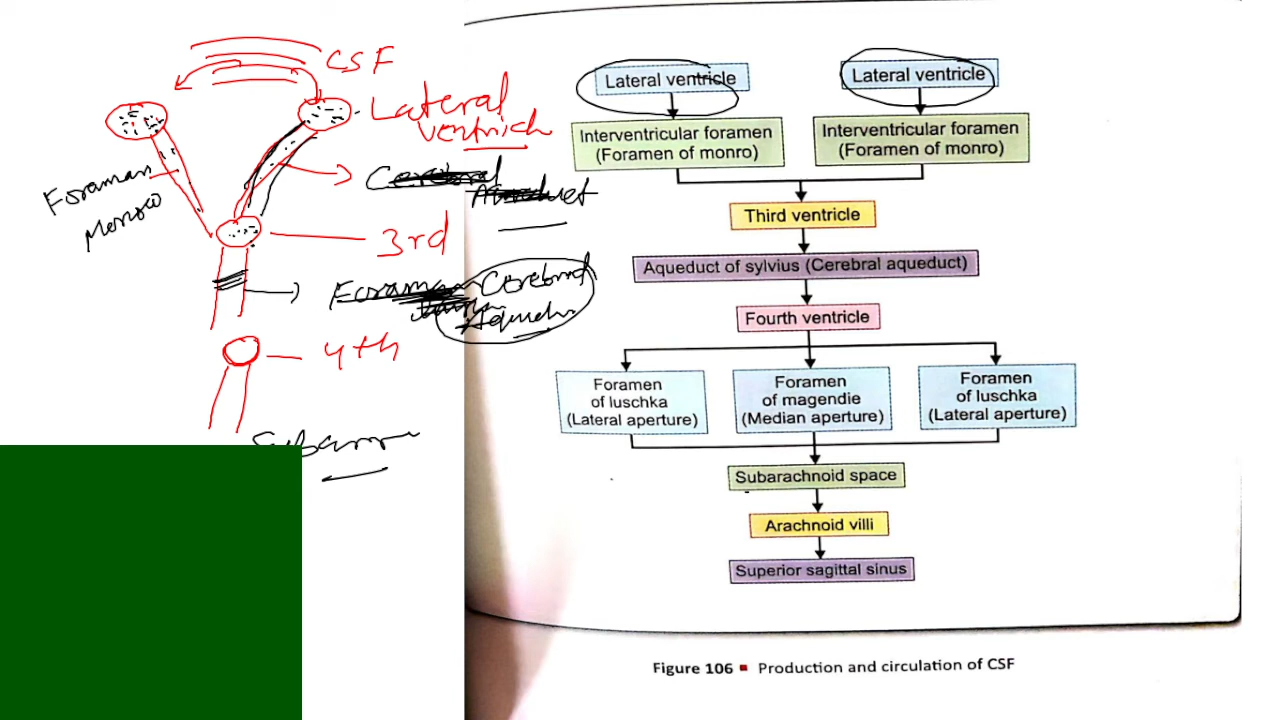 CSF
Lateral
ventrich
Foraman
Monro
3rd
Cerebral
4th
Lateral ventricle
Lateral ventricle
Interventricular foramen
(Foramen of monro)
Interventricular foramen
(Foramen of monro)
Third ventricle
Aqueduct of sylvius (Cerebral aqueduct)
Fourth ventricle
Foramen
of luschka
(Lateral aperture)
Foramen
of magendie
(Median aperture)
Foramen
of luschka
(Lateral aperture)
Subarachnoid space
Arachnoid villi
Superior sagittal sinus
Figure 106 ▪ Production and circulation of CSF